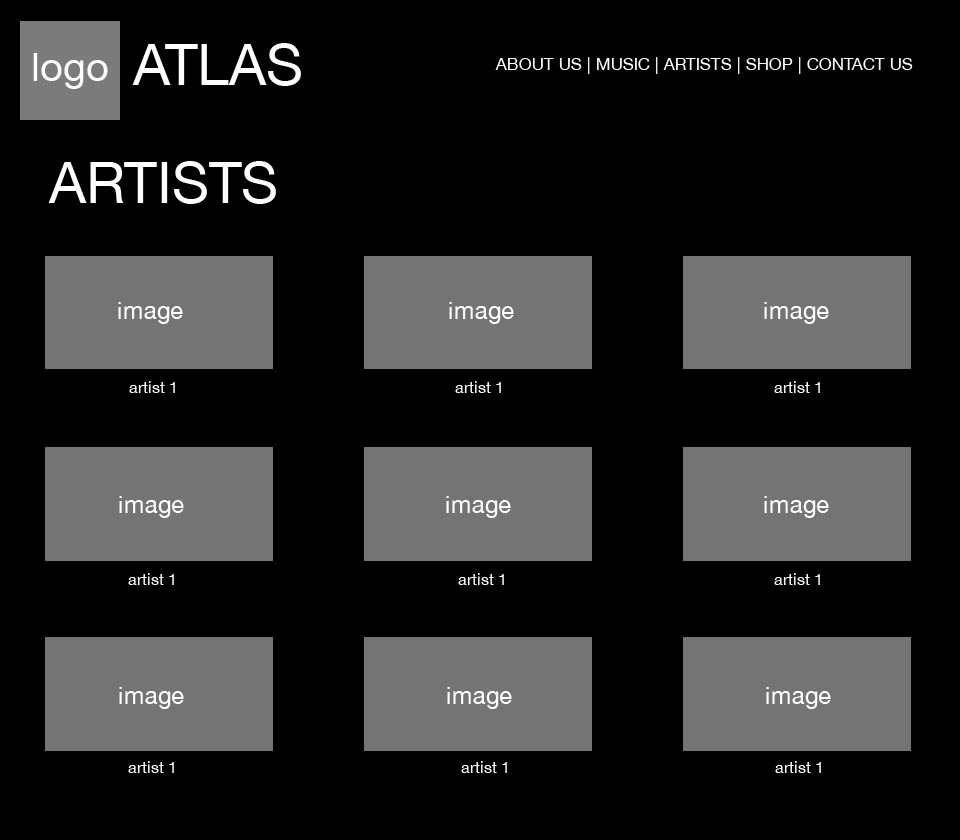 logo ATLAS
ABOUT US | MUSIC | ARTISTS | SHOP | CONTACT US
ARTISTS
image image image
artist 1 artist 1 artist 1
image image image
artist 1 artist 1 artist 1
image image image
artist 1 artist 1 artist 1